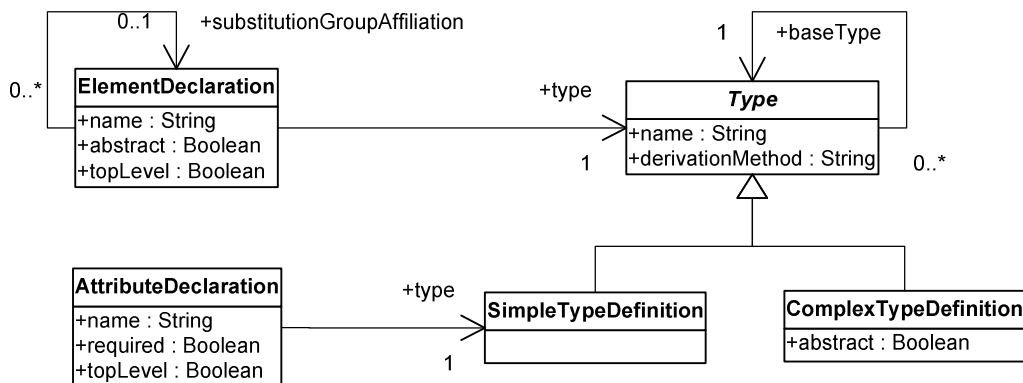 0..1
+substitutionGroupAffiliation
0..*
ElementDeclaration
+name : String
+abstract : Boolean
+topLevel : Boolean
+type
1
1
+baseType
Type
+name : String
+derivationMethod : String
0..*
AttributeDeclaration
+name : String
+required : Boolean
+topLevel : Boolean
+type
1
SimpleTypeDefinition
ComplexTypeDefinition
+abstract : Boolean